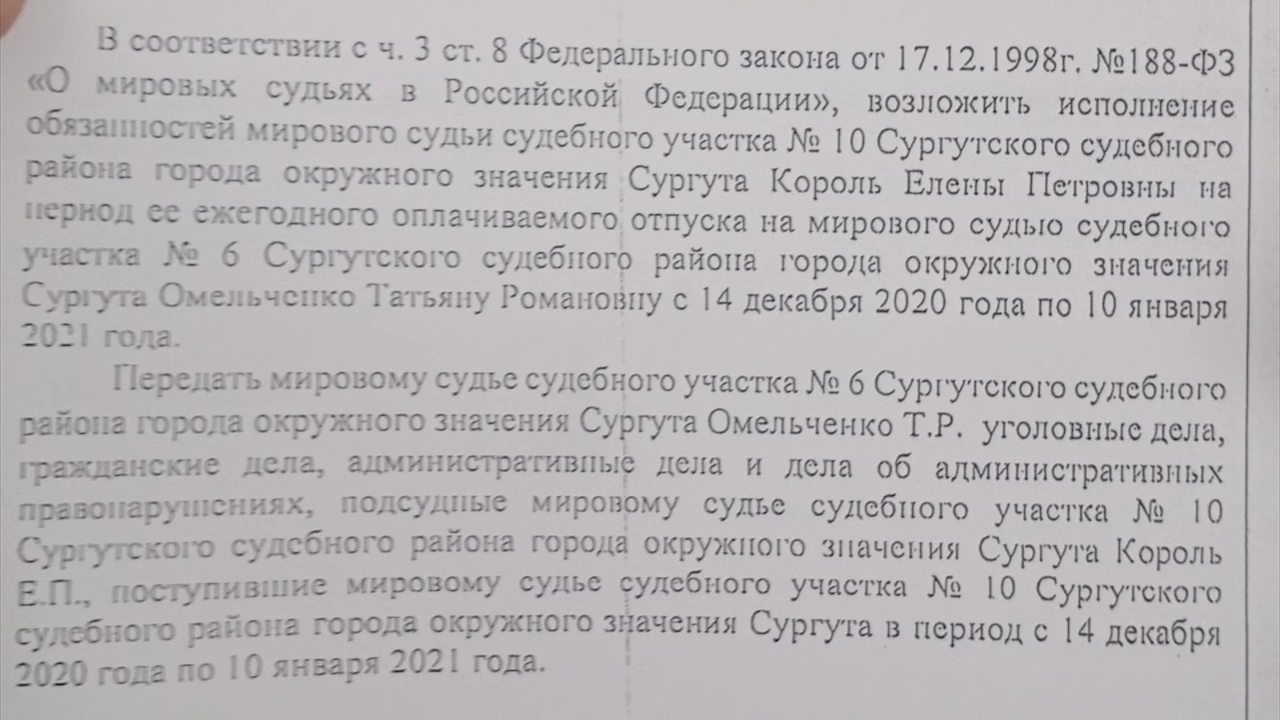 В соответствии с ч. 3 ст. 8 Федерального закона от 17.12.1998г. №188-ФЗ
«О мировых судьях в Российской Федерации», возложить исполнение
обязанностей мирового судьи судебного участка № 10 Сургутского судебного
района города окружного значения Сургута Король Елены Петровны на
период ее ежегодного оплачиваемого отпуска на мирового судью судебного
участка № 6 Сургутского судебного района города окружного значения
Сургута Омельченко Татьяну Романовну с 14 декабря 2020 года по 10 января
2021 года.
Передать мировому судье судебного участка № 6 Сургутского судебного
района города окружного значения Сургута Омельченко Т.Р. уголовные дела,
гражданские дела, административные дела и дела об административных
правонарушениях, подсудные мировому судье судебного участка № 10
Сургутского судебного района города окружного значения Сургута Король
Е.П., поступившие мировому судье судебного участка № 10 Сургутского
судебного района города окружного значения Сургута в период с 14 декабря
2020 года по 10 января 2021 года.